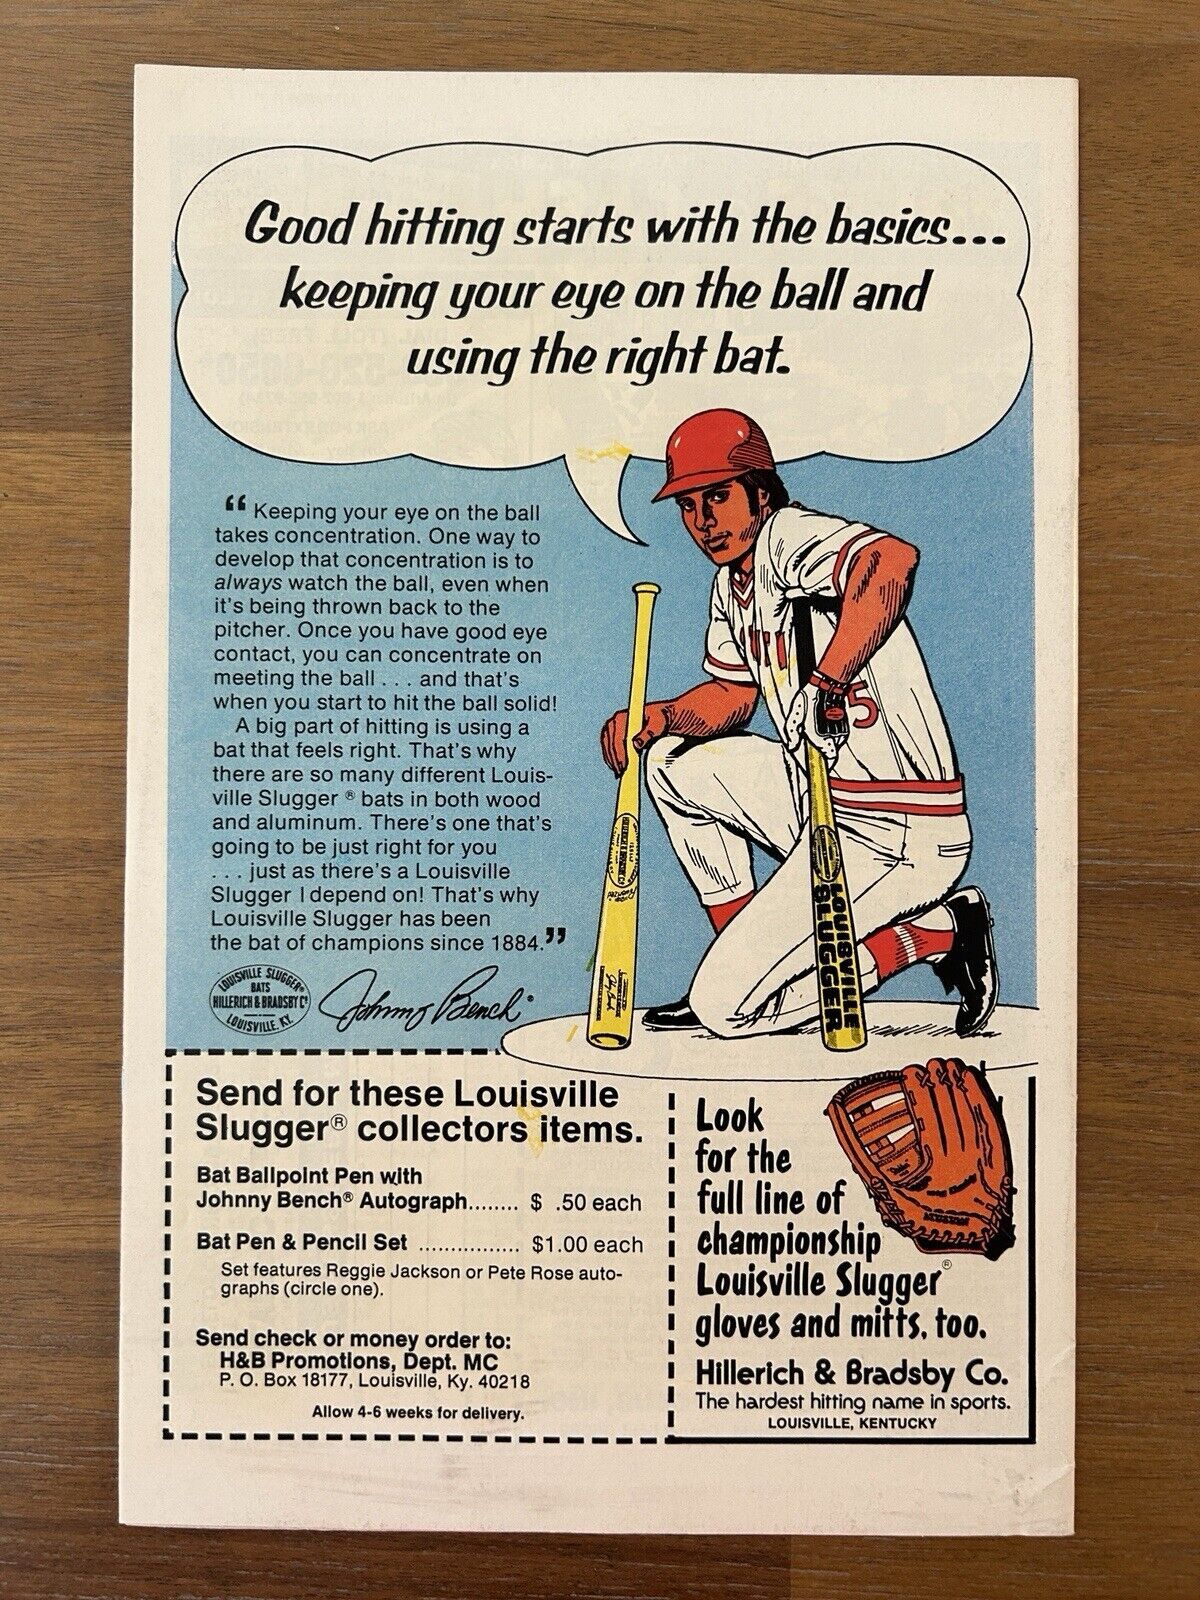 Good hitting starts with the basics...
keeping your eye on the ball and
using the right bat.
“ Keeping your eye on the ball
takes concentration. One way to
develop that concentration is to
always watch the ball, even when
it's being thrown back to the
pitcher. Once you have good eye
contact, you can concentrate on
meeting the ball . . . and that's
when you start to hit the ball solid!
A big part of hitting is using a
bat that feels right. That's why
there are so many different Louis-
ville Slugger ® bats in both wood
and aluminum. There's one that's
going to be just right for you
. . . just as there's a Louisville
Slugger I depend on! That's why
Louisville Slugger has been
the bat of champions since 1884.”
LOUISVILLE SLUGGER®
BATS
HILLERICH & BRADSBY Co
LOUISVILLE, KY.
Johnny Bench®
5
LOUISVILLE
SLUGGER
Send for these Louisville
Slugger® collectors items.
Bat Ballpoint Pen with
Johnny Bench® Autograph........ $ .50 each
Bat Pen & Pencil Set ................ $1.00 each
Set features Reggie Jackson or Pete Rose auto-
graphs (circle one).
Send check or money order to:
H&B Promotions, Dept. MC
P. O. Box 18177, Louisville, Ky. 40218
Allow 4-6 weeks for delivery.
Look
for the
full line of
championship
Louisville Slugger®
gloves and mitts, too.
Hillerich & Bradsby Co.
The hardest hitting name in sports.
LOUISVILLE, KENTUCKY